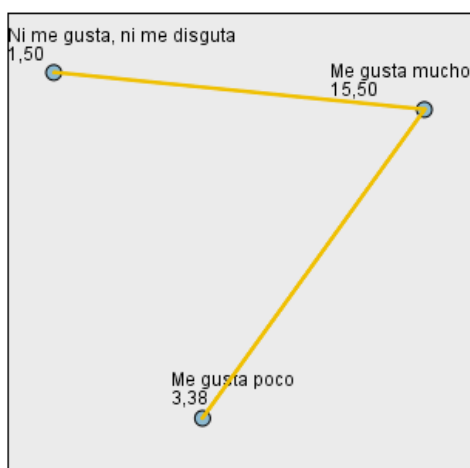 Ni me gusta, ni me disguta
1,50
Me gusta mucho
15,50
Me gusta poco
3,38